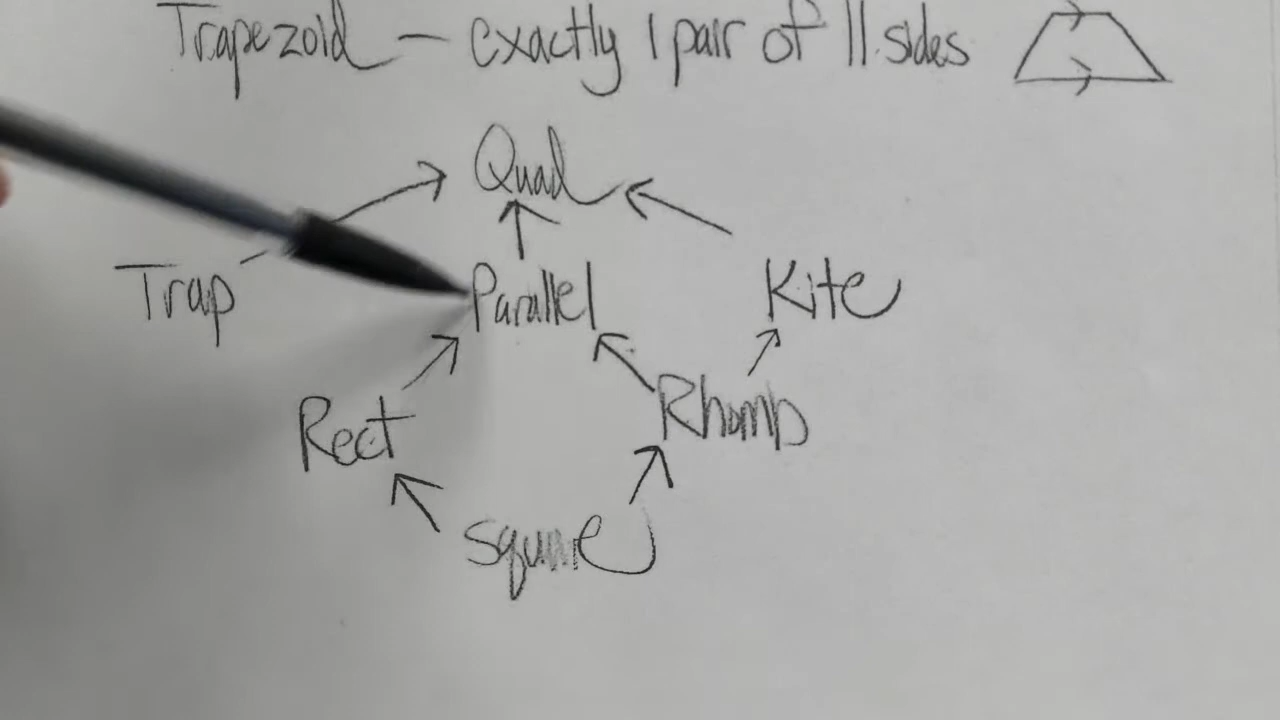 Trapezoid — exactly 1 pair of || sides
Quad
Trap Parallel Kite
Rect Rhomb
square